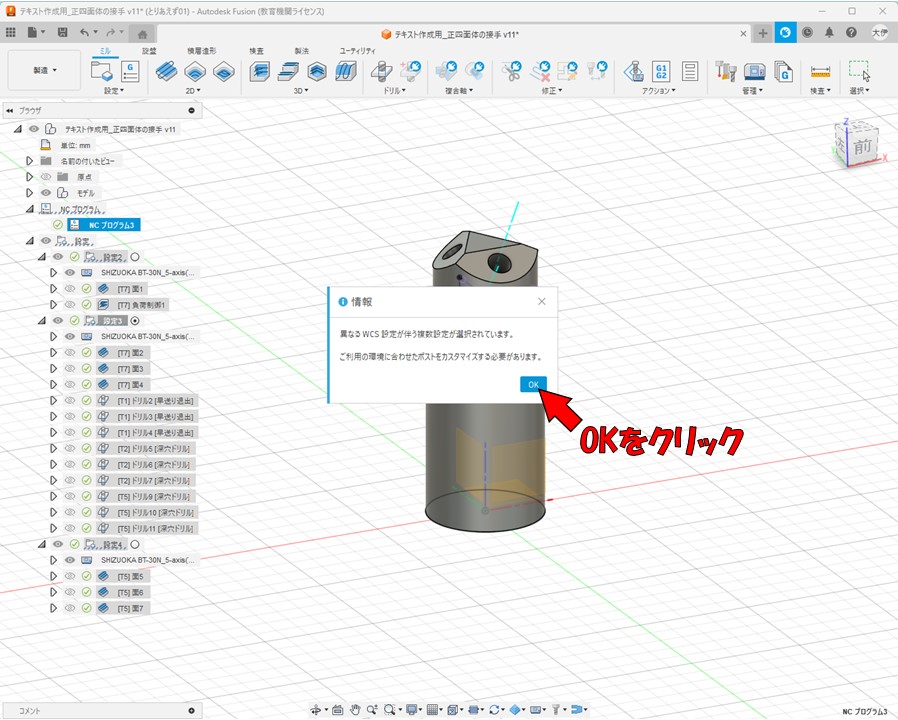 テキスト作成用_正四面体の接手 v11* (とりあえず01) - Autodesk Fusion (教育機関ライセンス)
テキスト作成用_正四面体の接手 v11*
大伊
ミル
旋盤
積層造形
検査
製法
ユーティリティ
製造
G1
G2
設定
2D
3D
ドリル
複合軸
修正
アクション
管理
検査
選択
ブラウザ
テキスト作成用_正四面体の接手 v11
単位: mm
名前の付いたビュー
原点
モデル
NC プログラム
NC プログラム3
設定
設定2
SHIZUOKA BT-30N_5-axis(...
[T7] 面1
[T7] 負荷制御1
設定3
SHIZUOKA BT-30N_5-axis(...
[T7] 面2
[T7] 面3
[T7] 面4
[T1] ドリル2 [早送り退出]
[T1] ドリル3 [早送り退出]
[T1] ドリル4 [早送り退出]
[T2] ドリル5 [深穴ドリル]
[T2] ドリル6 [深穴ドリル]
[T2] ドリル7 [深穴ドリル]
[T5] ドリル9 [深穴ドリル]
[T5] ドリル10 [深穴ドリル]
[T5] ドリル11 [深穴ドリル]
設定4
SHIZUOKA BT-30N_5-axis(...
[T5] 面5
[T5] 面6
[T5] 面7
Z
前
X
情報
異なる WCS 設定が伴う複数設定が選択されています。
ご利用の環境に合わせたポストをカスタマイズする必要があります。
OK
OKをクリック
コメント
NC プログラム3